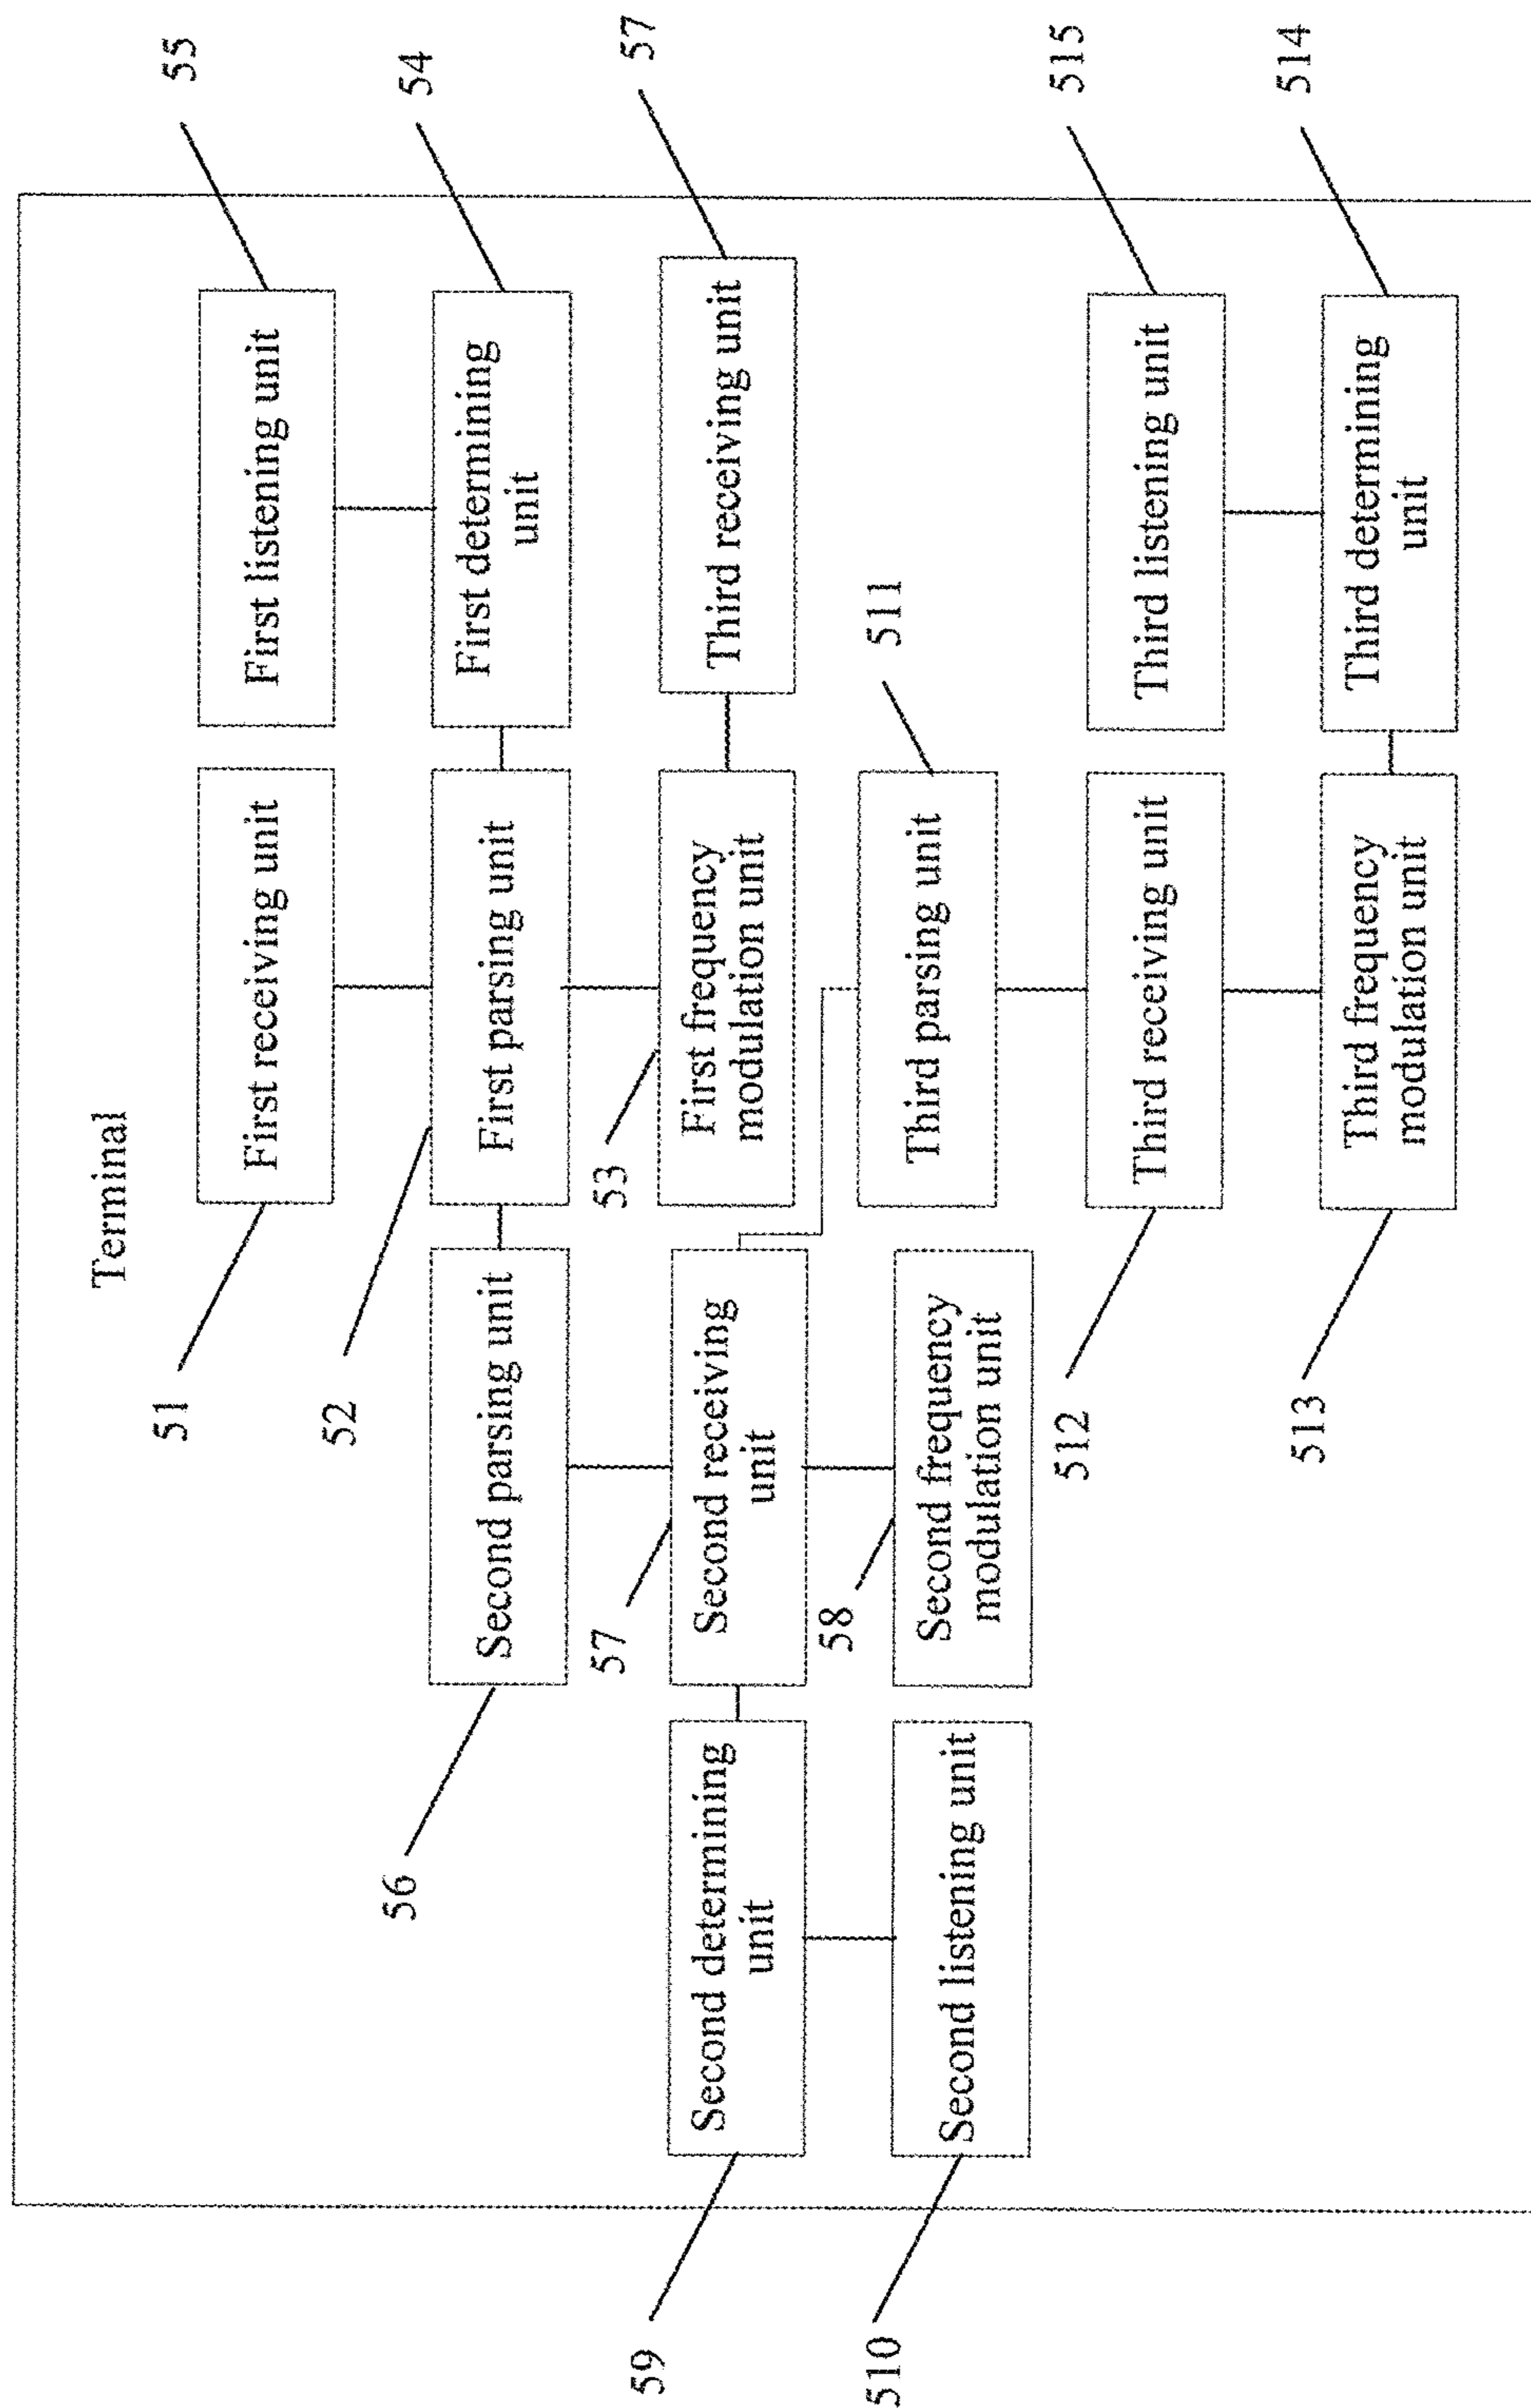 Terminal
51
First receiving unit
First listening unit
55
52
56
Second parsing unit
First parsing unit
First determining
unit
54
57
53
59
Second determining
unit
Second receiving
unit
First frequency
modulation unit
Third receiving unit
57
58
511
510
Second listening unit
Second frequency
modulation unit
Third parsing unit
512
Third receiving unit
Third listening unit
515
513
Third frequency
modulation unit
Third determining
unit
514